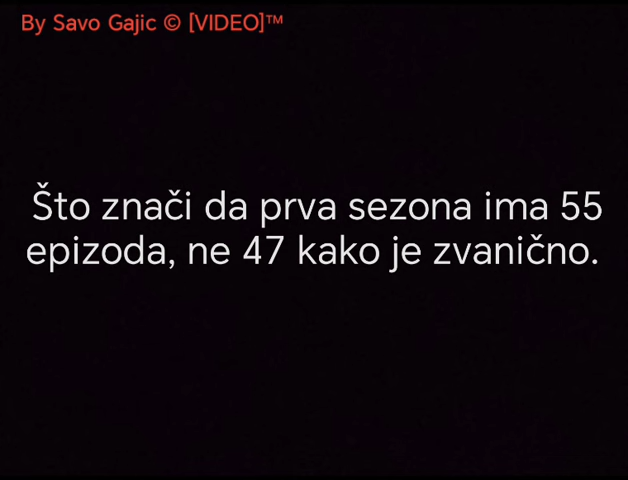 By Savo Gajic © [VIDEO]™
Što znači da prva sezona ima 55
epizoda, ne 47 kako je zvanično.